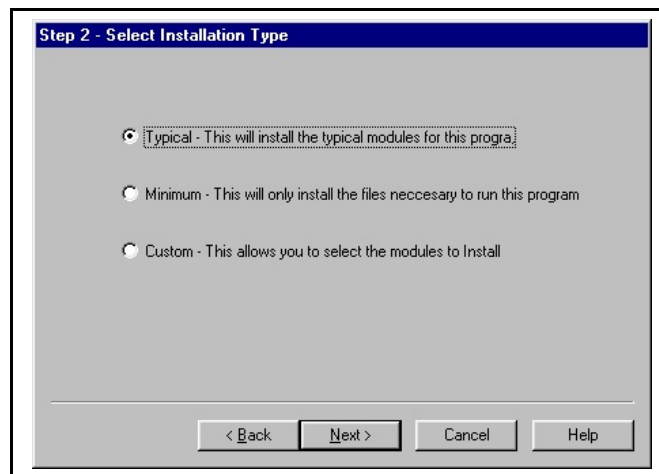 Step 2 - Select Installation Type
Typical - This will install the typical modules for this progra,
Minimum - This will only install the files neccesary to run this program
Custom - This allows you to select the modules to Install
< Back
Next >
Cancel
Help